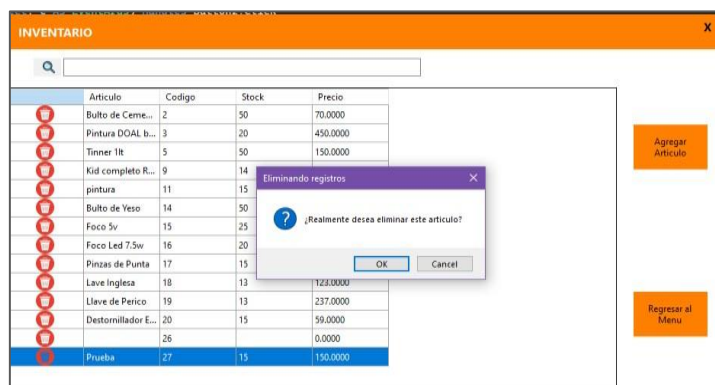 INVENTARIO X
Articulo Codigo Stock Precio
Bulto de Ceme... 2 50 70.0000
Pintura DOAL b... 3 20 450.0000
Tinner 1lt 5 50 150.0000
Kid completo R... 9 14
pintura 11 15
Bulto de Yeso 14 50
Foco 5v 15 25
Foco Led 7.5w 16 20
Pinzas de Punta 17 15
Lave Inglesa 18 13 123.0000
Llave de Perico 19 13 237.0000
Destornillador E... 20 15 59.0000
26 0.0000
Prueba 27 15 150.0000
Eliminando registros
¿Realmente desea eliminar este articulo?
OK Cancel
Agregar
Articulo
Regresar al
Menu